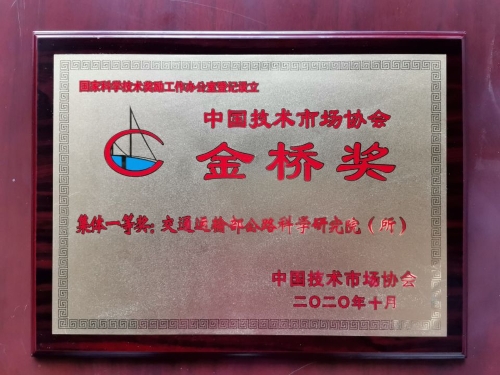 国家科学技术奖励工作办公室登记设立
中国技术市场协会
金桥奖
集体一等奖：交通运输部公路科学研究院（所）
中国技术市场协会
二〇二〇年十月